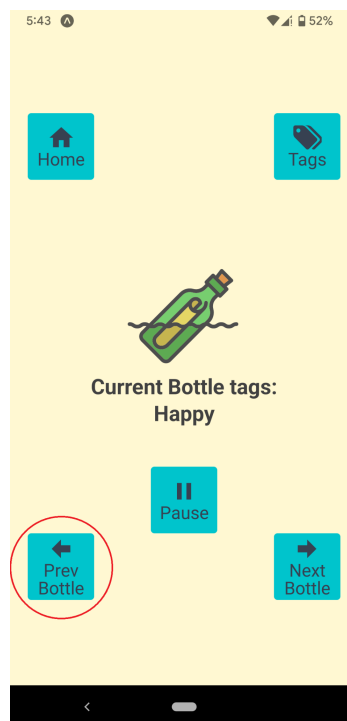 5:43
52%
Home
Tags
Current Bottle tags:
Happy
Pause
Prev
Bottle
Next
Bottle